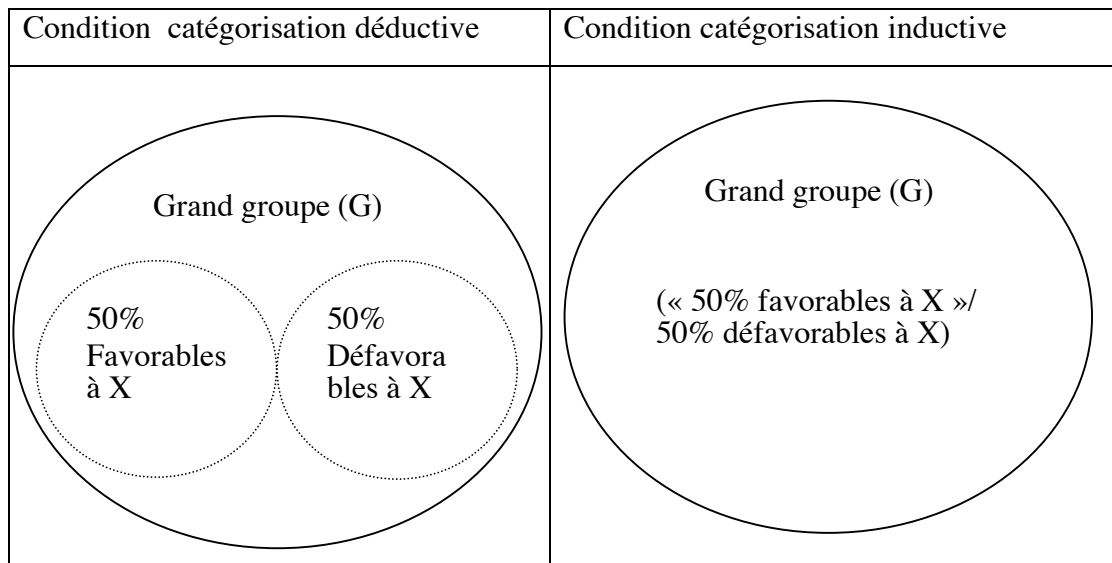 Condition catégorisation déductive
Condition catégorisation inductive
Grand groupe (G)
50%
Favorables
à X
50%
Défavora
bles à X
Grand groupe (G)
(« 50% favorables à X »/
50% défavorables à X)